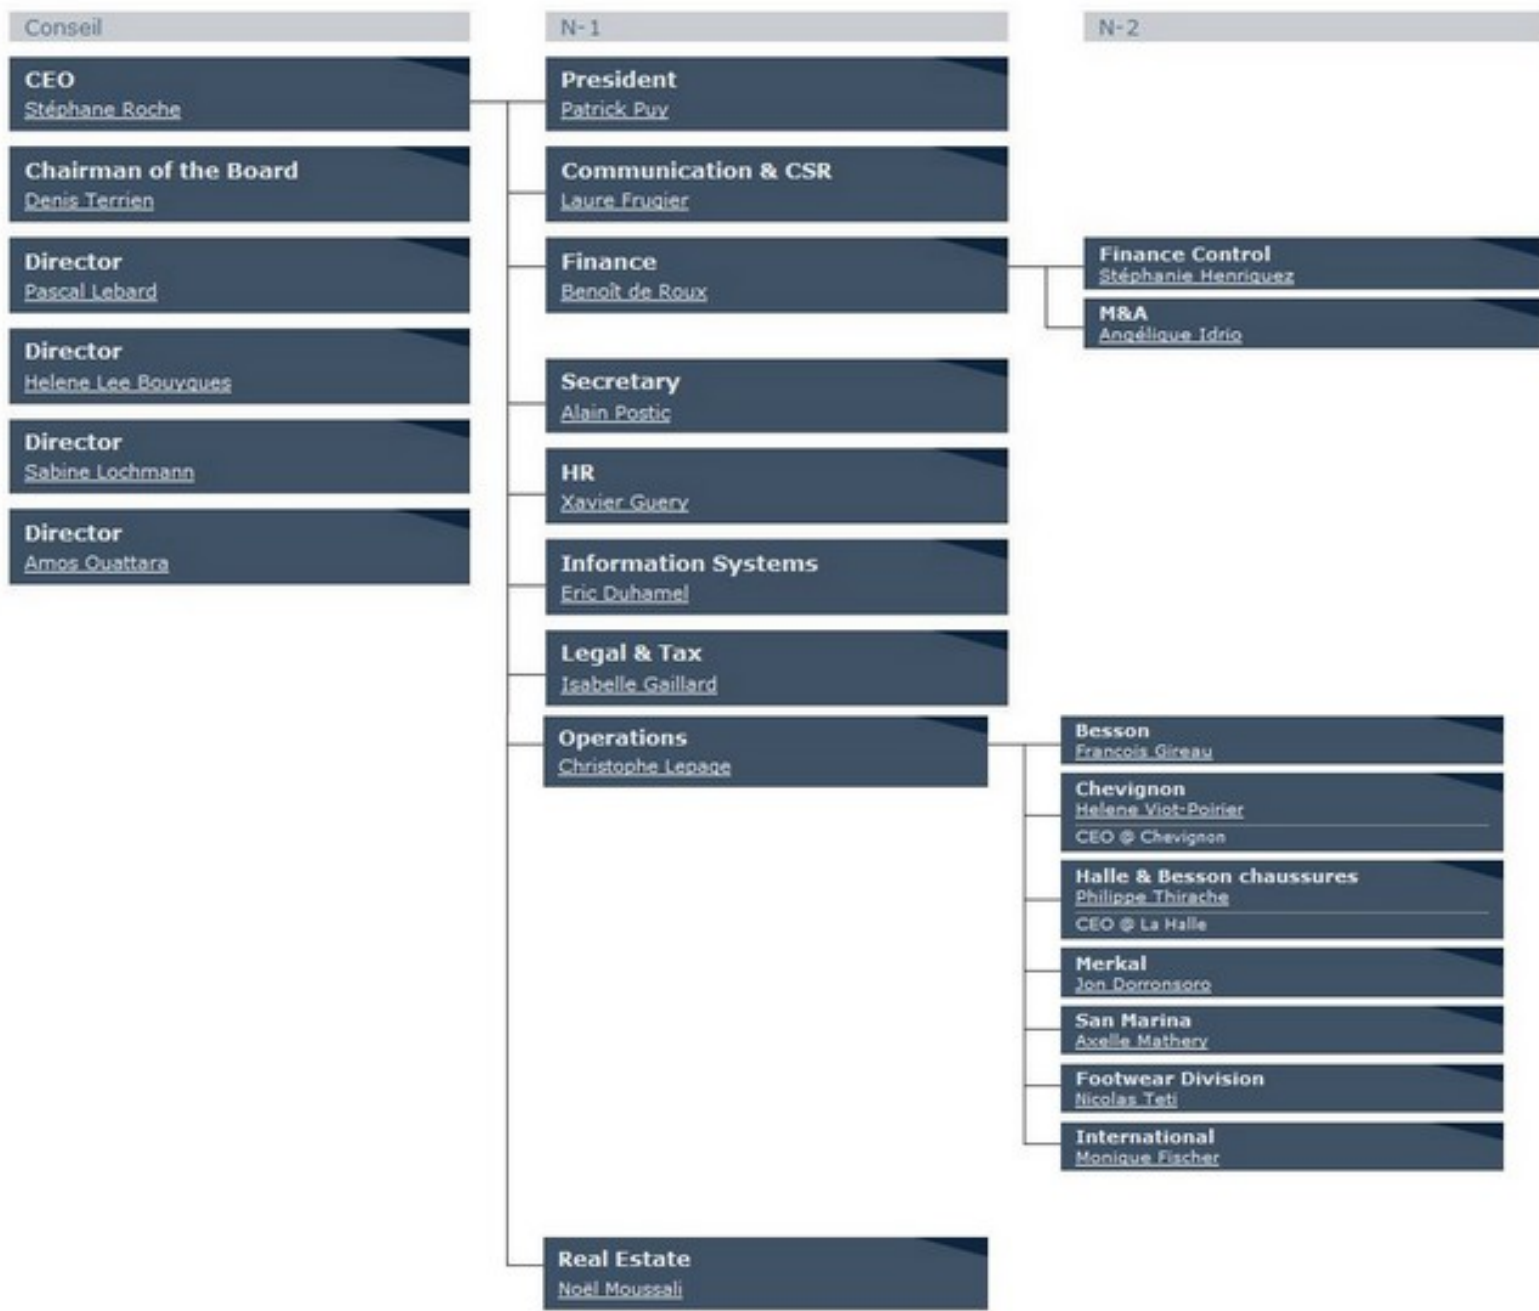 Conseil
N-1
N-2
CEO
Stéphane Roche
Chairman of the Board
Denis Terrien
Director
Pascal Lebard
Director
Helene Lee Bouygues
Director
Sabine Lochmann
Director
Amos Ouattara
President
Patrick Puy
Communication & CSR
Laure Frugier
Finance
Benoît de Roux
Finance Control
Stéphanie Henriquez
M&A
Angélique Idrio
Secretary
Alain Postic
HR
Xavier Guery
Information Systems
Eric Duhamel
Legal & Tax
Isabelle Gaillard
Operations
Christophe Lepage
Besson
Francois Gireau
Chevignon
Helene Viot-Poirier
CEO @ Chevignon
Halle & Besson chaussures
Philippe Thirache
CEO @ La Halle
Merkal
Jon Dorronsoro
San Marina
Axelle Mathery
Footwear Division
Nicolas Teti
International
Monique Fischer
Real Estate
Noël Moussali